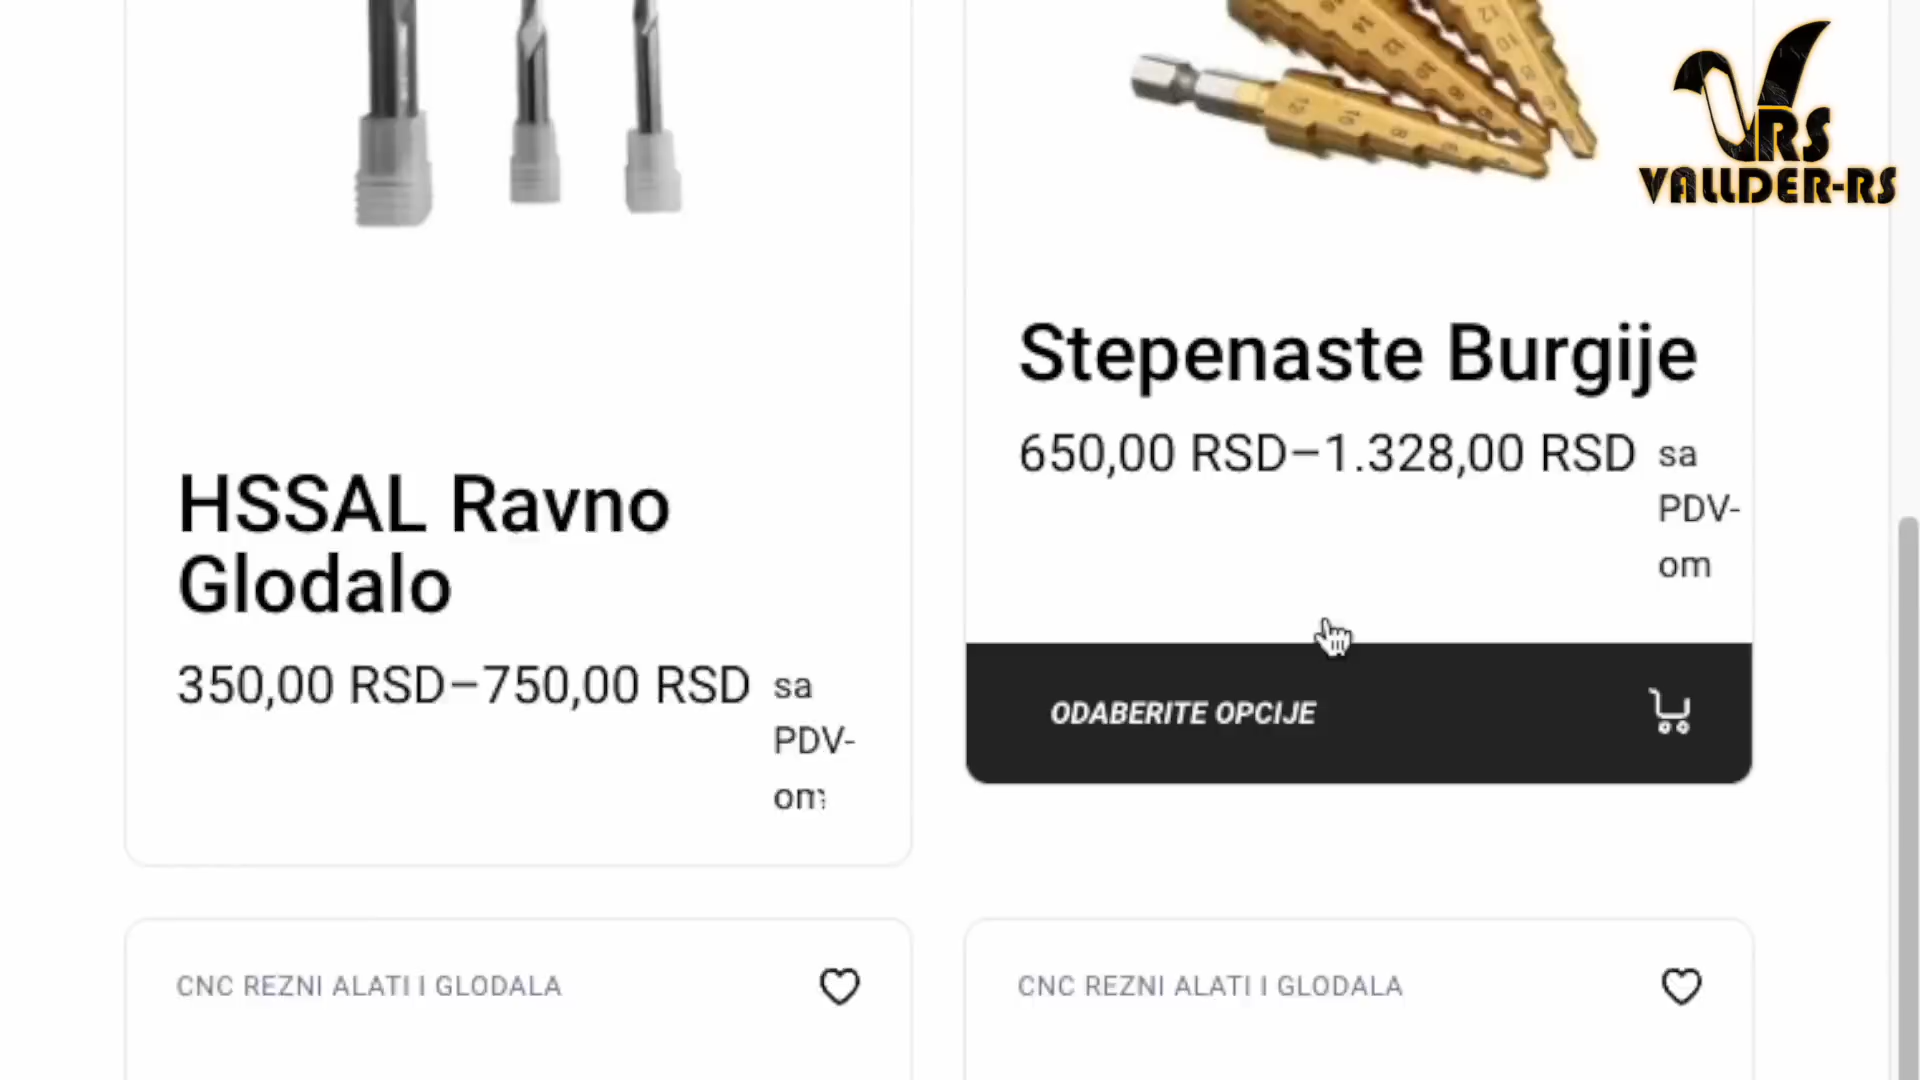 VRS
VALLDER-RS
HSSAL Ravno
Glodalo
350,00 RSD–750,00 RSD sa
PDV-
om
Stepenaste Burgije
650,00 RSD–1.328,00 RSD sa
PDV-
om
ODABERITE OPCIJE
CNC REZNI ALATI I GLODALA
CNC REZNI ALATI I GLODALA